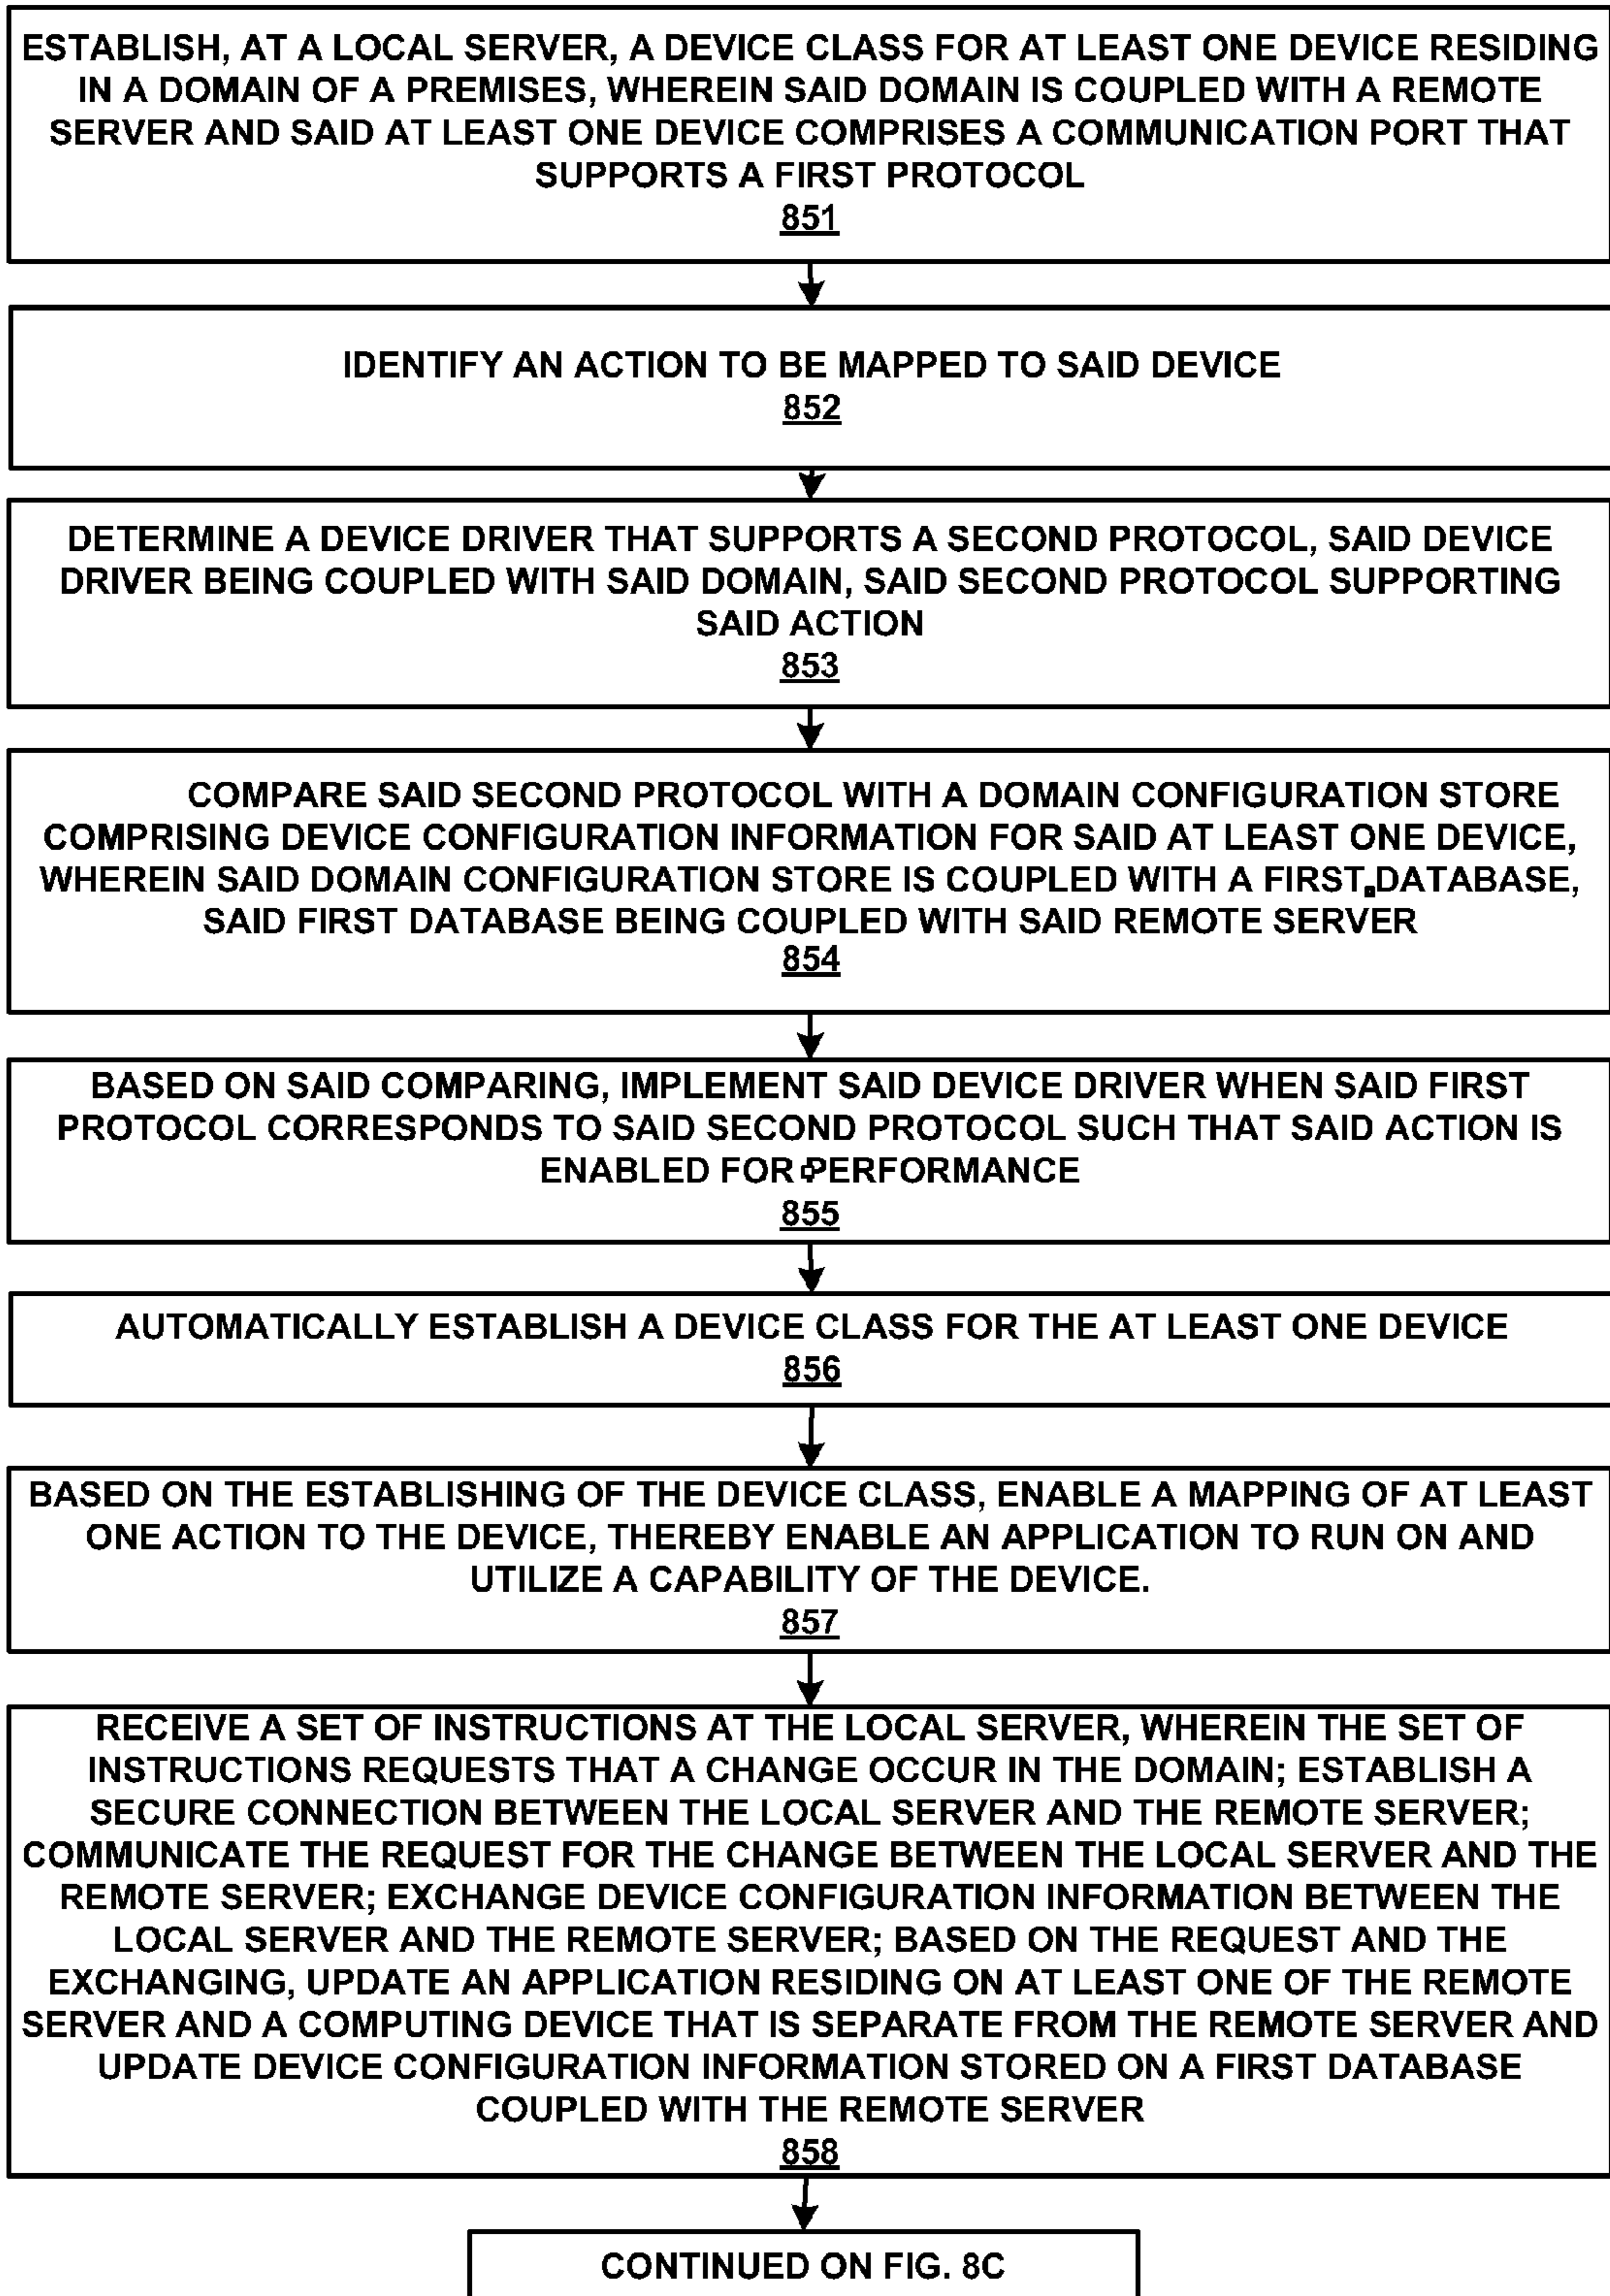 ESTABLISH, AT A LOCAL SERVER, A DEVICE CLASS FOR AT LEAST ONE DEVICE RESIDING
IN A DOMAIN OF A PREMISES, WHEREIN SAID DOMAIN IS COUPLED WITH A REMOTE
SERVER AND SAID AT LEAST ONE DEVICE COMPRISES A COMMUNICATION PORT THAT
SUPPORTS A FIRST PROTOCOL
851
IDENTIFY AN ACTION TO BE MAPPED TO SAID DEVICE
852
DETERMINE A DEVICE DRIVER THAT SUPPORTS A SECOND PROTOCOL, SAID DEVICE
DRIVER BEING COUPLED WITH SAID DOMAIN, SAID SECOND PROTOCOL SUPPORTING
SAID ACTION
853
COMPARE SAID SECOND PROTOCOL WITH A DOMAIN CONFIGURATION STORE
COMPRISING DEVICE CONFIGURATION INFORMATION FOR SAID AT LEAST ONE DEVICE,
WHEREIN SAID DOMAIN CONFIGURATION STORE IS COUPLED WITH A FIRST DATABASE,
SAID FIRST DATABASE BEING COUPLED WITH SAID REMOTE SERVER
854
BASED ON SAID COMPARING, IMPLEMENT SAID DEVICE DRIVER WHEN SAID FIRST
PROTOCOL CORRESPONDS TO SAID SECOND PROTOCOL SUCH THAT SAID ACTION IS
ENABLED FOR PERFORMANCE
855
AUTOMATICALLY ESTABLISH A DEVICE CLASS FOR THE AT LEAST ONE DEVICE
856
BASED ON THE ESTABLISHING OF THE DEVICE CLASS, ENABLE A MAPPING OF AT LEAST
ONE ACTION TO THE DEVICE, THEREBY ENABLE AN APPLICATION TO RUN ON AND
UTILIZE A CAPABILITY OF THE DEVICE.
857
RECEIVE A SET OF INSTRUCTIONS AT THE LOCAL SERVER, WHEREIN THE SET OF
INSTRUCTIONS REQUESTS THAT A CHANGE OCCUR IN THE DOMAIN; ESTABLISH A
SECURE CONNECTION BETWEEN THE LOCAL SERVER AND THE REMOTE SERVER;
COMMUNICATE THE REQUEST FOR THE CHANGE BETWEEN THE LOCAL SERVER AND THE
REMOTE SERVER; EXCHANGE DEVICE CONFIGURATION INFORMATION BETWEEN THE
LOCAL SERVER AND THE REMOTE SERVER; BASED ON THE REQUEST AND THE
EXCHANGING, UPDATE AN APPLICATION RESIDING ON AT LEAST ONE OF THE REMOTE
SERVER AND A COMPUTING DEVICE THAT IS SEPARATE FROM THE REMOTE SERVER AND
UPDATE DEVICE CONFIGURATION INFORMATION STORED ON A FIRST DATABASE
COUPLED WITH THE REMOTE SERVER
858
CONTINUED ON FIG. 8C